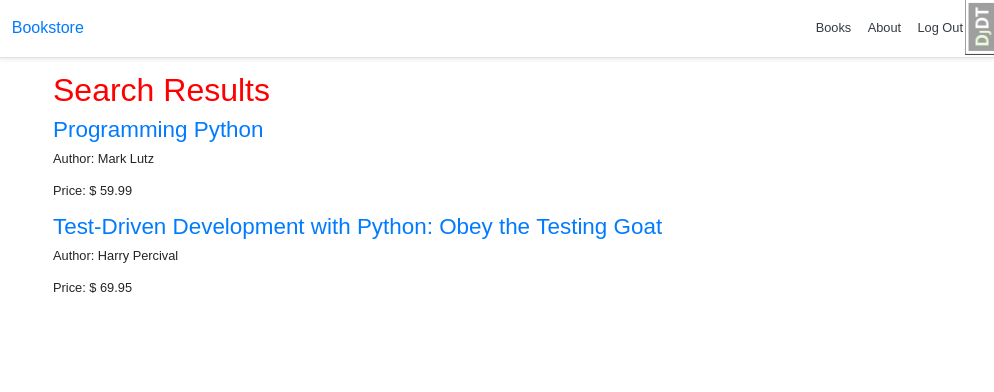 Bookstore
Books About Log Out
DjDT
Search Results
Programming Python
Author: Mark Lutz
Price: $ 59.99
Test-Driven Development with Python: Obey the Testing Goat
Author: Harry Percival
Price: $ 69.95